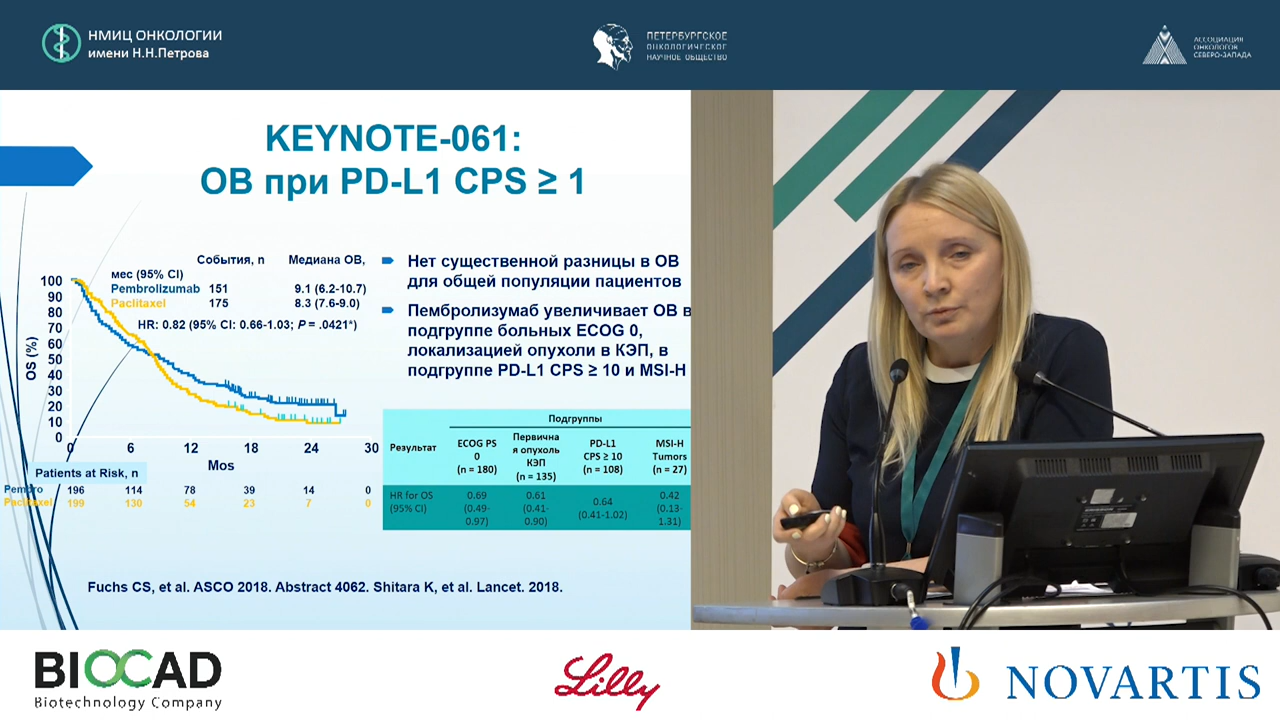 НМИЦ ОНКОЛОГИИ
имени Н.Н.Петрова
ПЕТЕРБУРГСКОЕ
ОНКОЛОГИЧЕСКОЕ
НАУЧНОЕ ОБЩЕСТВО
АССОЦИАЦИЯ
ОНКОЛОГОВ
СЕВЕРО-ЗАПАДА
KEYNOTE-061:
ОВ при PD-L1 CPS ≥ 1
События, n Медиана ОВ,
мес (95% CI)
Pembrolizumab 151 9.1 (6.2-10.7)
Paclitaxel 175 8.3 (7.6-9.0)
HR: 0.82 (95% CI: 0.66-1.03; P = .0421*)
OS (%)
100
90
80
70
60
50
40
30
20
10
0
0 6 12 18 24 30
Mos
Patients at Risk, n
Pembro 196 114 78 39 14 0
Paclitaxel 199 130 54 23 7 0
Нет существенной разницы в ОВ
для общей популяции пациентов
Пембролизумаб увеличивает ОВ в
подгруппе больных ECOG 0,
локализацией опухоли в КЭП, в
подгруппе PD-L1 CPS ≥ 10 и MSI-H
Подгруппы
Результат
ECOG PS
0
(n = 180)
Первична
я опухоль
КЭП
(n = 135)
PD-L1
CPS ≥ 10
(n = 108)
MSI-H
Tumors
(n = 27)
HR for OS
(95% CI)
0.69
(0.49-
0.97)
0.61
(0.41-
0.90)
0.64
(0.41-1.02)
0.42
(0.13-
1.31)
Fuchs CS, et al. ASCO 2018. Abstract 4062. Shitara K, et al. Lancet. 2018.
BIOCAD
Biotechnology Company
Lilly
NOVARTIS